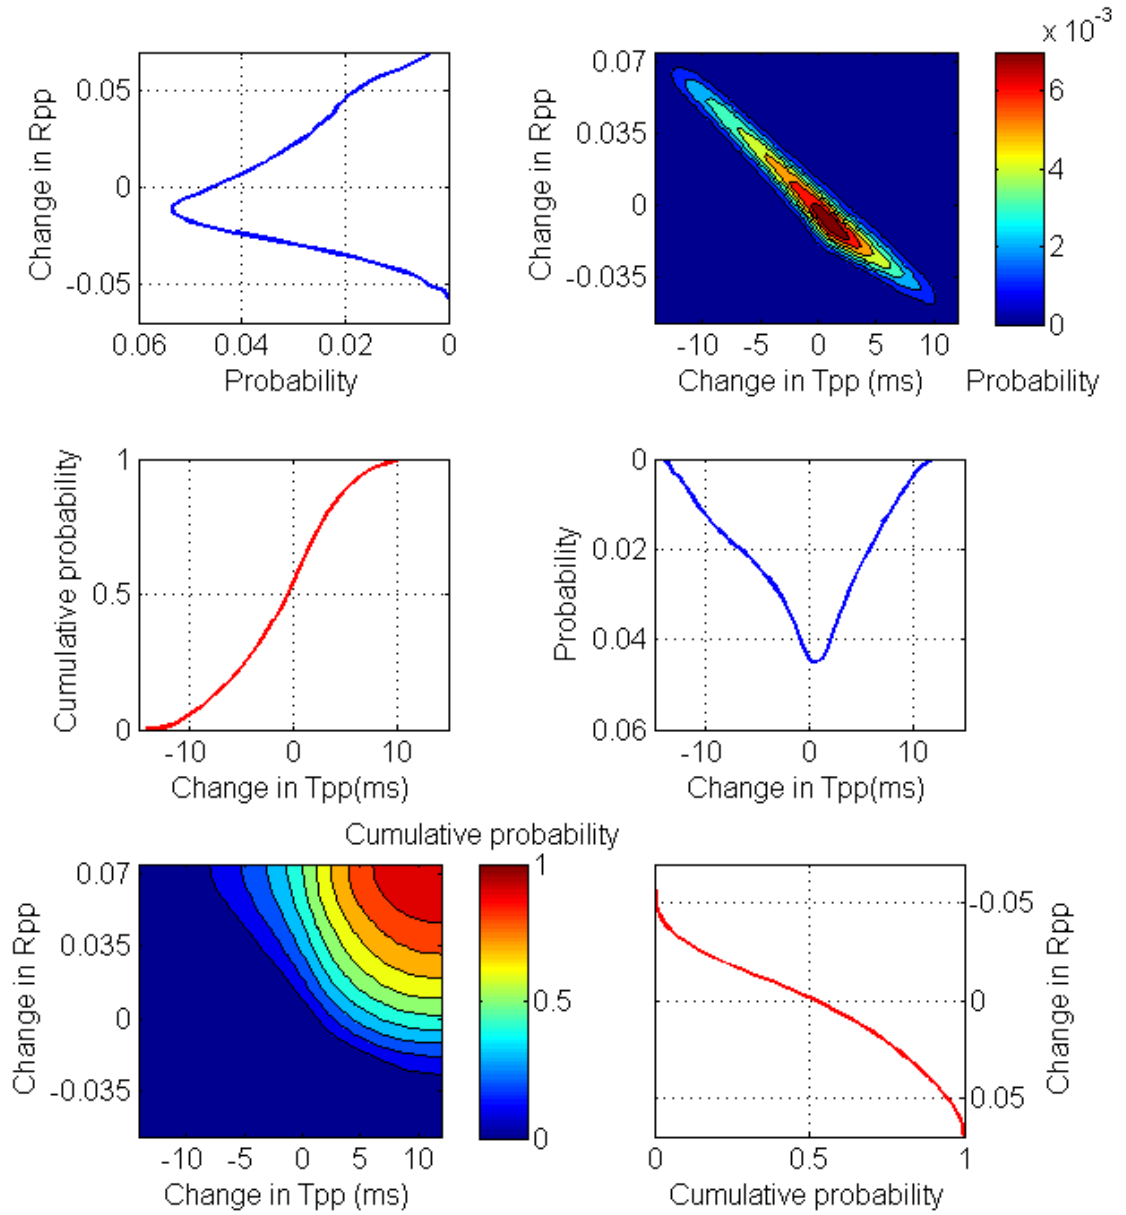 x 10-3
0.05
0
-0.05
Change in Rpp
0.06 0.04 0.02 0
Probability
0.07
0.035
0
-0.035
Change in Rpp
-10 -5 0 5 10
Change in Tpp (ms)
6
4
2
0
Probability
1
0.5
0
Cumulative probability
-10 0 10
Change in Tpp(ms)
0
0.02
0.04
0.06
Probability
-10 0 10
Change in Tpp(ms)
Cumulative probability
0.07
0.035
0
-0.035
Change in Rpp
-10 -5 0 5 10
Change in Tpp (ms)
1
0.5
0
-0.05
0
0.05
Change in Rpp
0 0.5 1
Cumulative probability